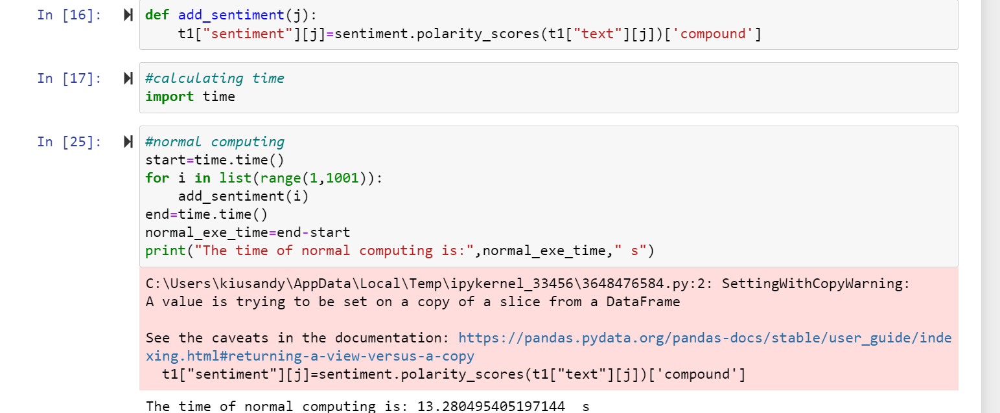 In [16]:
def add_sentiment(j):
    t1["sentiment"][j]=sentiment.polarity_scores(t1["text"][j])['compound']
In [17]:
#calculating time
import time
In [25]:
#normal computing
start=time.time()
for i in list(range(1,1001)):
    add_sentiment(i)
end=time.time()
normal_exe_time=end-start
print("The time of normal computing is:",normal_exe_time," s")
C:\Users\kiusandy\AppData\Local\Temp\ipykernel_33456\3648476584.py:2: SettingWithCopyWarning:
A value is trying to be set on a copy of a slice from a DataFrame
See the caveats in the documentation: https://pandas.pydata.org/pandas-docs/stable/user_guide/inde
xing.html#returning-a-view-versus-a-copy
  t1["sentiment"][j]=sentiment.polarity_scores(t1["text"][j])['compound']
The time of normal computing is: 13.280495405197144  s